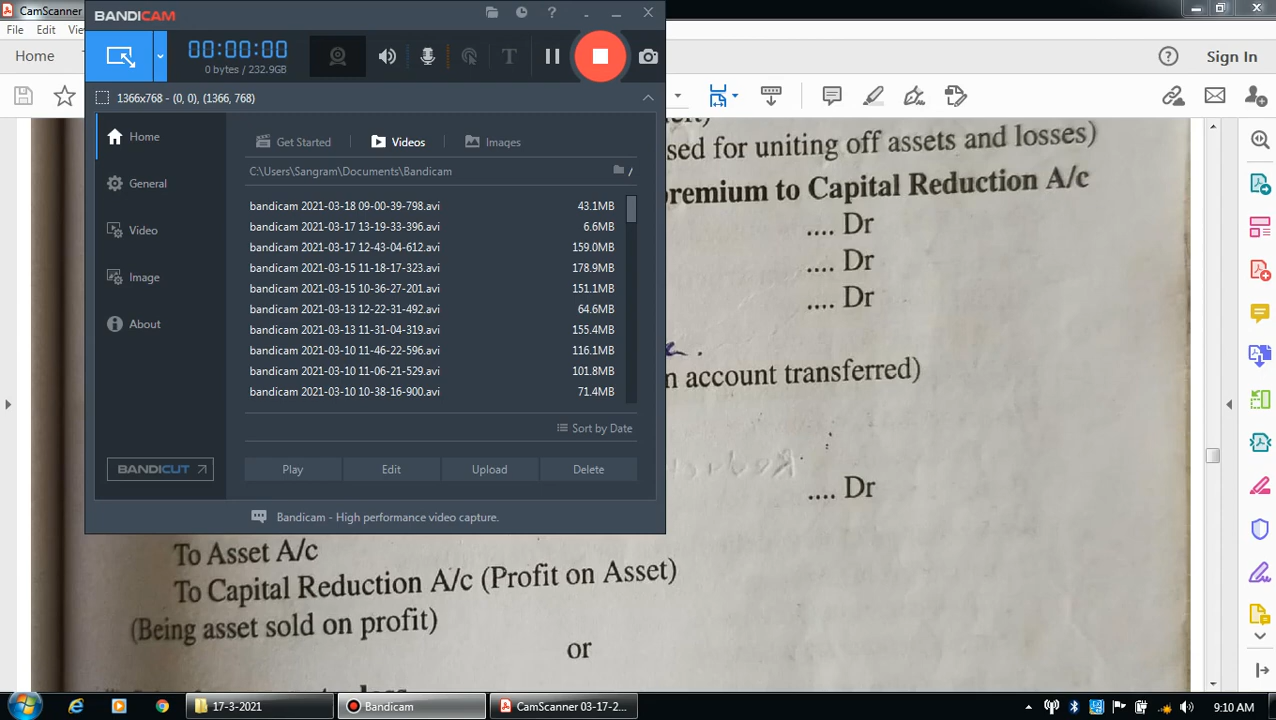 CamScanner
File Edit Vie
Home
Sign In
BANDICAM
00:00:00
0 bytes / 232.9GB
1366x768 - (0, 0), (1366, 768)
Home
General
Video
Image
About
BANDICUT
Get Started
Videos
Images
C:\Users\Sangram\Documents\Bandicam
/
bandicam 2021-03-18 09-00-39-798.avi 43.1MB
bandicam 2021-03-17 13-19-33-396.avi 6.6MB
bandicam 2021-03-17 12-43-04-612.avi 159.0MB
bandicam 2021-03-15 11-18-17-323.avi 178.9MB
bandicam 2021-03-15 10-36-27-201.avi 151.1MB
bandicam 2021-03-13 12-22-31-492.avi 64.6MB
bandicam 2021-03-13 11-31-04-319.avi 155.4MB
bandicam 2021-03-10 11-46-22-596.avi 116.1MB
bandicam 2021-03-10 11-06-21-529.avi 101.8MB
bandicam 2021-03-10 10-38-16-900.avi 71.4MB
Sort by Date
Play Edit Upload Delete
Bandicam - High performance video capture.
sed for uniting off assets and losses)
premium to Capital Reduction A/c
.... Dr
.... Dr
.... Dr
account transferred)
.... Dr
To Asset A/c
To Capital Reduction A/c (Profit on Asset)
(Being asset sold on profit)
or
17-3-2021
Bandicam
CamScanner 03-17-2...
9:10 AM